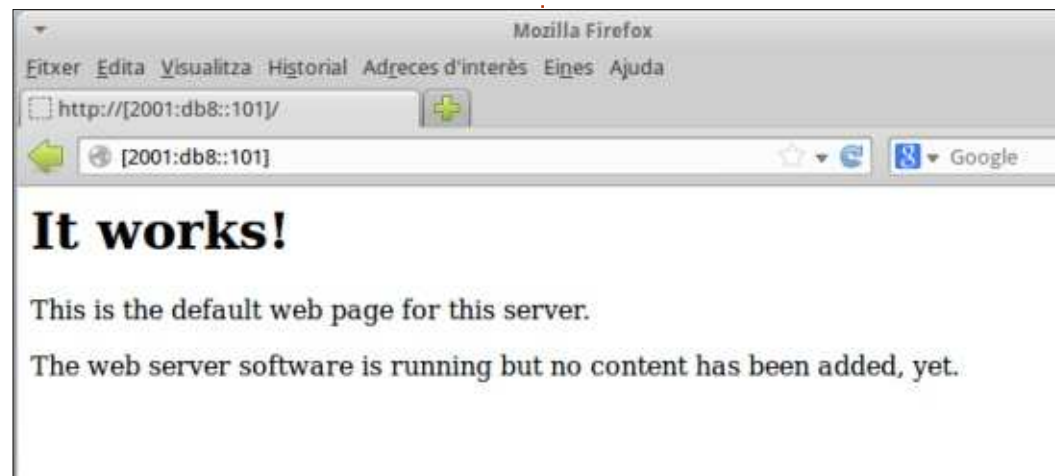 Mozilla Firefox
Fitxer Edita Visualitza Historial Adreces d'interès Eines Ajuda
http://[2001:db8::101]/
[2001:db8::101]
8 Google
It works!
This is the default web page for this server.
The web server software is running but no content has been added, yet.